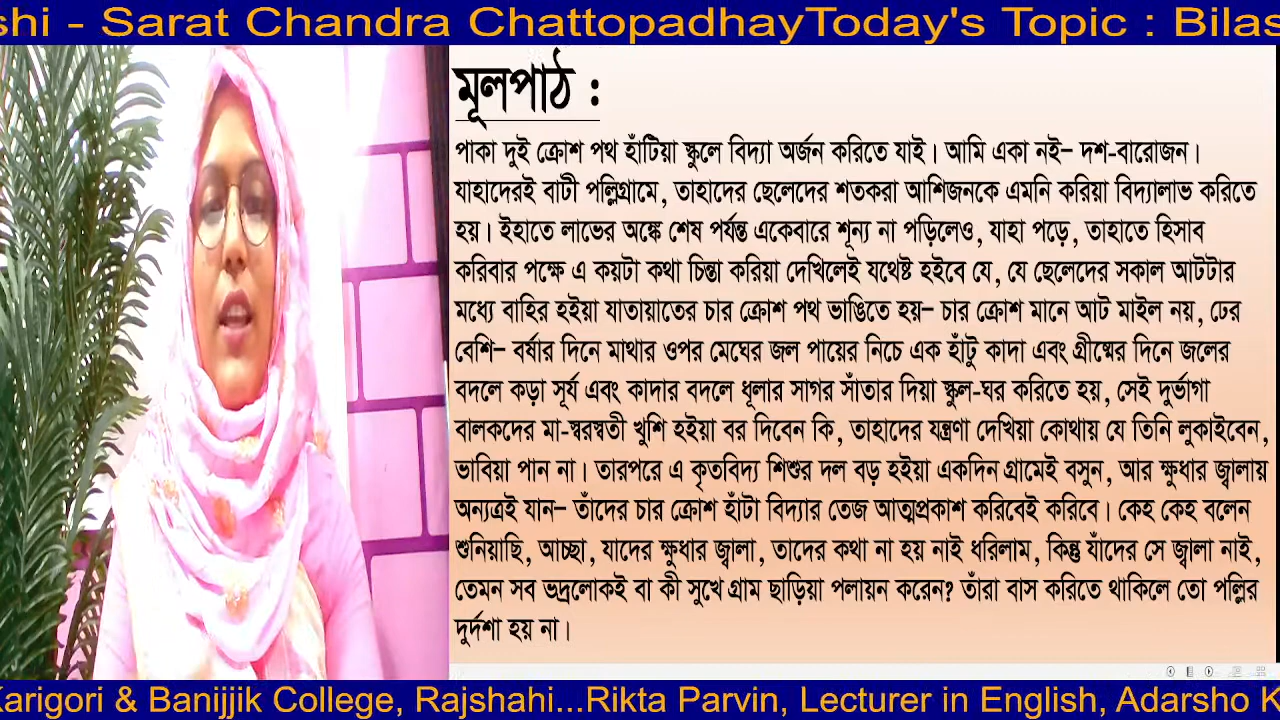 shi - Sarat Chandra ChattopadhayToday's Topic : Bilas
মূলপাঠ :
পাকা দুই ক্রোশ পথ হাঁটিয়া স্কুলে বিদ্যা অর্জন করিতে যাই। আমি একা নই– দশ-বারোজন।
যাহাদেরই বাটী পল্লিগ্রামে, তাহাদের ছেলেদের শতকরা আশিজনকে এমনি করিয়া বিদ্যালাভ করিতে
হয়। ইহাতে লাভের অঙ্কে শেষ পর্যন্ত একেবারে শূন্য না পড়িলেও, যাহা পড়ে, তাহাতে হিসাব
করিবার পক্ষে এ কয়টা কথা চিন্তা করিয়া দেখিলেই যথেষ্ট হইবে যে, যে ছেলেদের সকাল আটটার
মধ্যে বাহির হইয়া যাতায়াতের চার ক্রোশ পথ ভাঙিতে হয়– চার ক্রোশ মানে আট মাইল নয়, ঢের
বেশি– বর্ষার দিনে মাথার ওপর মেঘের জল পায়ের নিচে এক হাঁটু কাদা এবং গ্রীষ্মের দিনে জলের
বদলে কড়া সূর্য এবং কাদার বদলে ধূলার সাগর সাঁতার দিয়া স্কুল-ঘর করিতে হয়, সেই দুর্ভাগা
বালকদের মা-স্বরস্বতী খুশি হইয়া বর দিবেন কি, তাহাদের যন্ত্রণা দেখিয়া কোথায় যে তিনি লুকাইবেন,
ভাবিয়া পান না। তারপরে এ কৃতবিদ্য শিশুর দল বড় হইয়া একদিন গ্রামেই বসুন, আর ক্ষুধার জ্বালায়
অন্যত্রই যান– তাঁদের চার ক্রোশ হাঁটা বিদ্যার তেজ আত্মপ্রকাশ করিবেই করিবে। কেহ কেহ বলেন
শুনিয়াছি, আচ্ছা, যাদের ক্ষুধার জ্বালা, তাদের কথা না হয় নাই ধরিলাম, কিন্তু যাঁদের সে জ্বালা নাই,
তেমন সব ভদ্রলোকই বা কী সুখে গ্রাম ছাড়িয়া পলায়ন করেন? তাঁরা বাস করিতে থাকিলে তো পল্লির
দুর্দশা হয় না।
Karigori & Banijjik College, Rajshahi...Rikta Parvin, Lecturer in English, Adarsho K